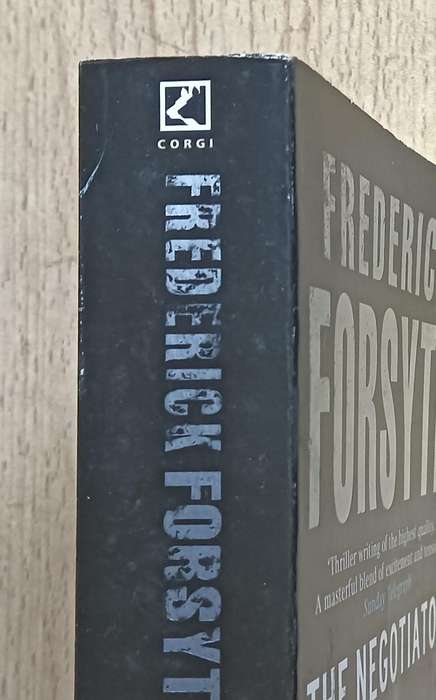 CORGI
FREDERICK FORSYT
FREDERIC
FORSYT
'Thriller writing of the highest quality
A masterful blend of excitement and
Sunday Telegraph
THE NEGOTIATO